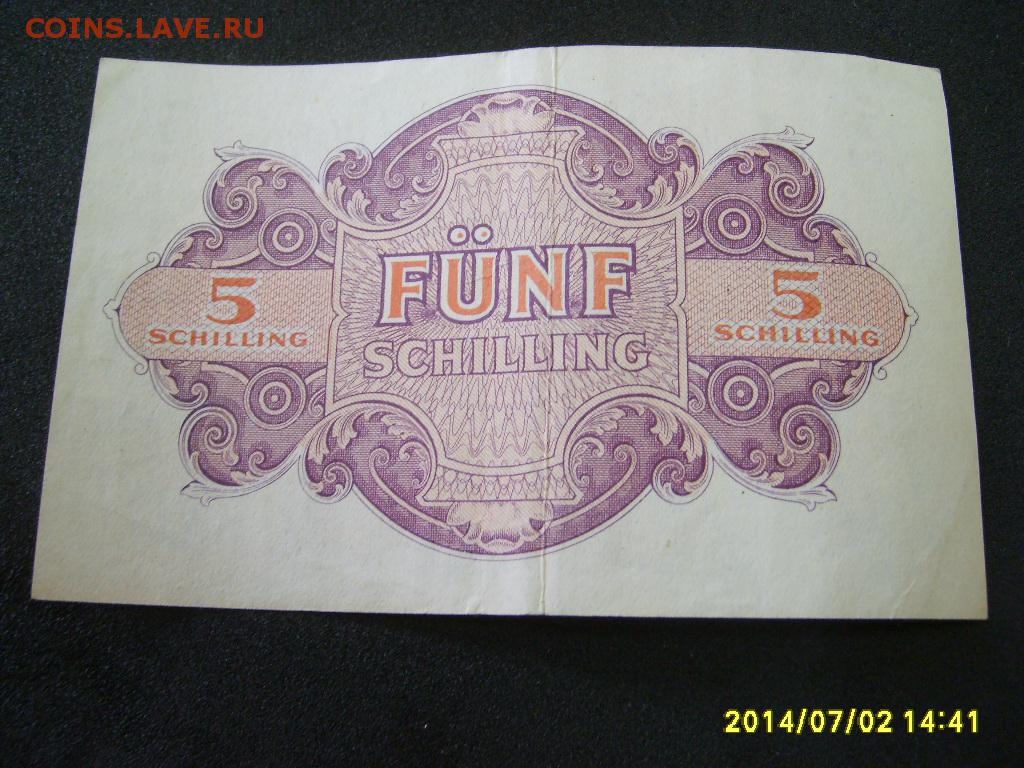 COINS.LAVE.RU
FÜNF
SCHILLING
5
SCHILLING
5
SCHILLING
2014/07/02 14:41